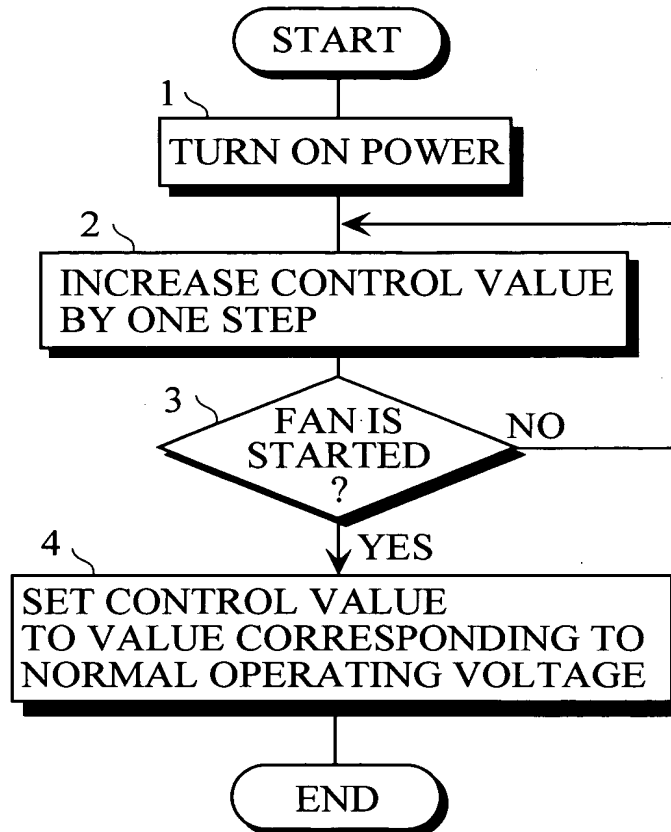 START
1
TURN ON POWER
2
INCREASE CONTROL VALUE
BY ONE STEP
3
FAN IS
STARTED
?
NO
YES
4
SET CONTROL VALUE
TO VALUE CORRESPONDING TO
NORMAL OPERATING VOLTAGE
END